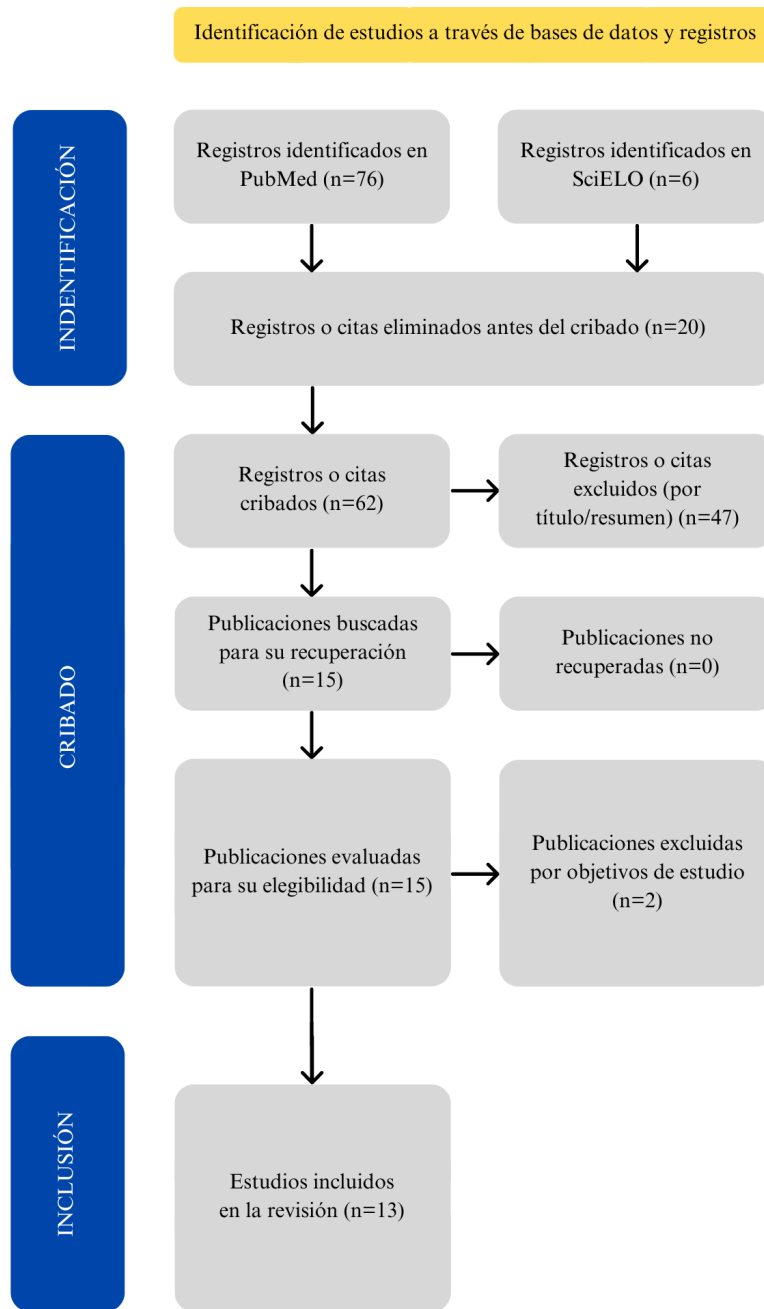 Identificación de estudios a través de bases de datos y registros
INDENTIFICACIÓN
Registros identificados en
PubMed (n=76)
Registros identificados en
SciELO (n=6)
Registros o citas eliminados antes del cribado (n=20)
CRIBADO
Registros o citas
cribados (n=62)
Registros o citas
excluidos (por
título/resumen) (n=47)
Publicaciones buscadas
para su recuperación
(n=15)
Publicaciones no
recuperadas (n=0)
Publicaciones evaluadas
para su elegibilidad (n=15)
Publicaciones excluidas
por objetivos de estudio
(n=2)
INCLUSIÓN
Estudios incluidos
en la revisión (n=13)